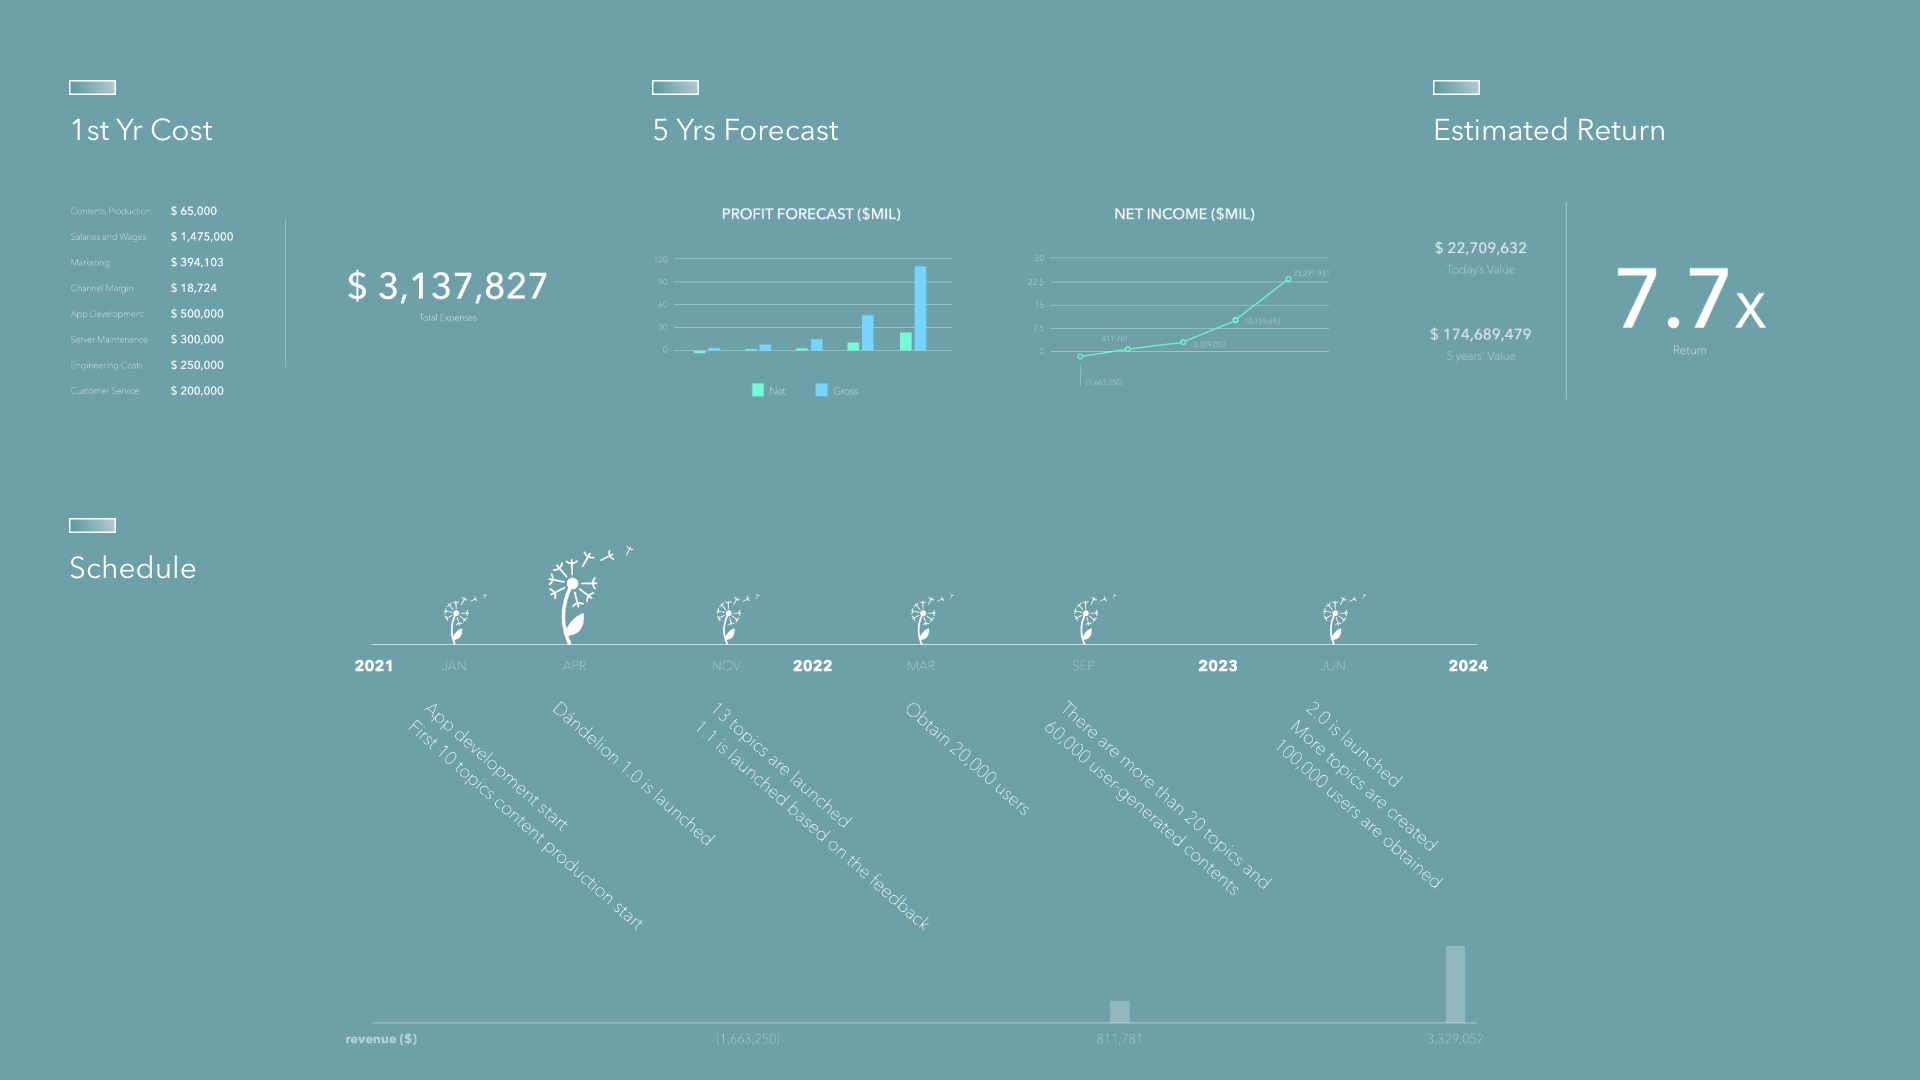 1st Yr Cost
Contents Production $ 65,000
Salaries and Wages $ 1,475,000
Marketing $ 394,103
Channel Margin $ 18,724
App Development $ 500,000
Server Maintenance $ 300,000
Engineering Costs $ 250,000
Customer Service $ 200,000
$ 3,137,827
Total Expenses
5 Yrs Forecast
PROFIT FORECAST ($MIL)
120
90
60
30
0
Net
Gross
NET INCOME ($MIL)
30
22.5
15
7.5
0
(1,663,250)
811,781
3,329,052
10,139,693
23,291,931
Estimated Return
$ 22,709,632
Today's Value
$ 174,689,479
5 years' Value
7.7x
Return
Schedule
2021 JAN APR NOV 2022 MAR SEP 2023 JUN 2024
App development start
First 10 topics content production start
Dándelion 1.0 is launched
13 topics are launched
1.1 is launched based on the feedback
Obtain 20,000 users
There are more than 20 topics and
60,000 user-generated contents
2.0 is launched
More topics are created
100,000 users are obtained
revenue ($) (1,663,250) 811,781 3,329,052